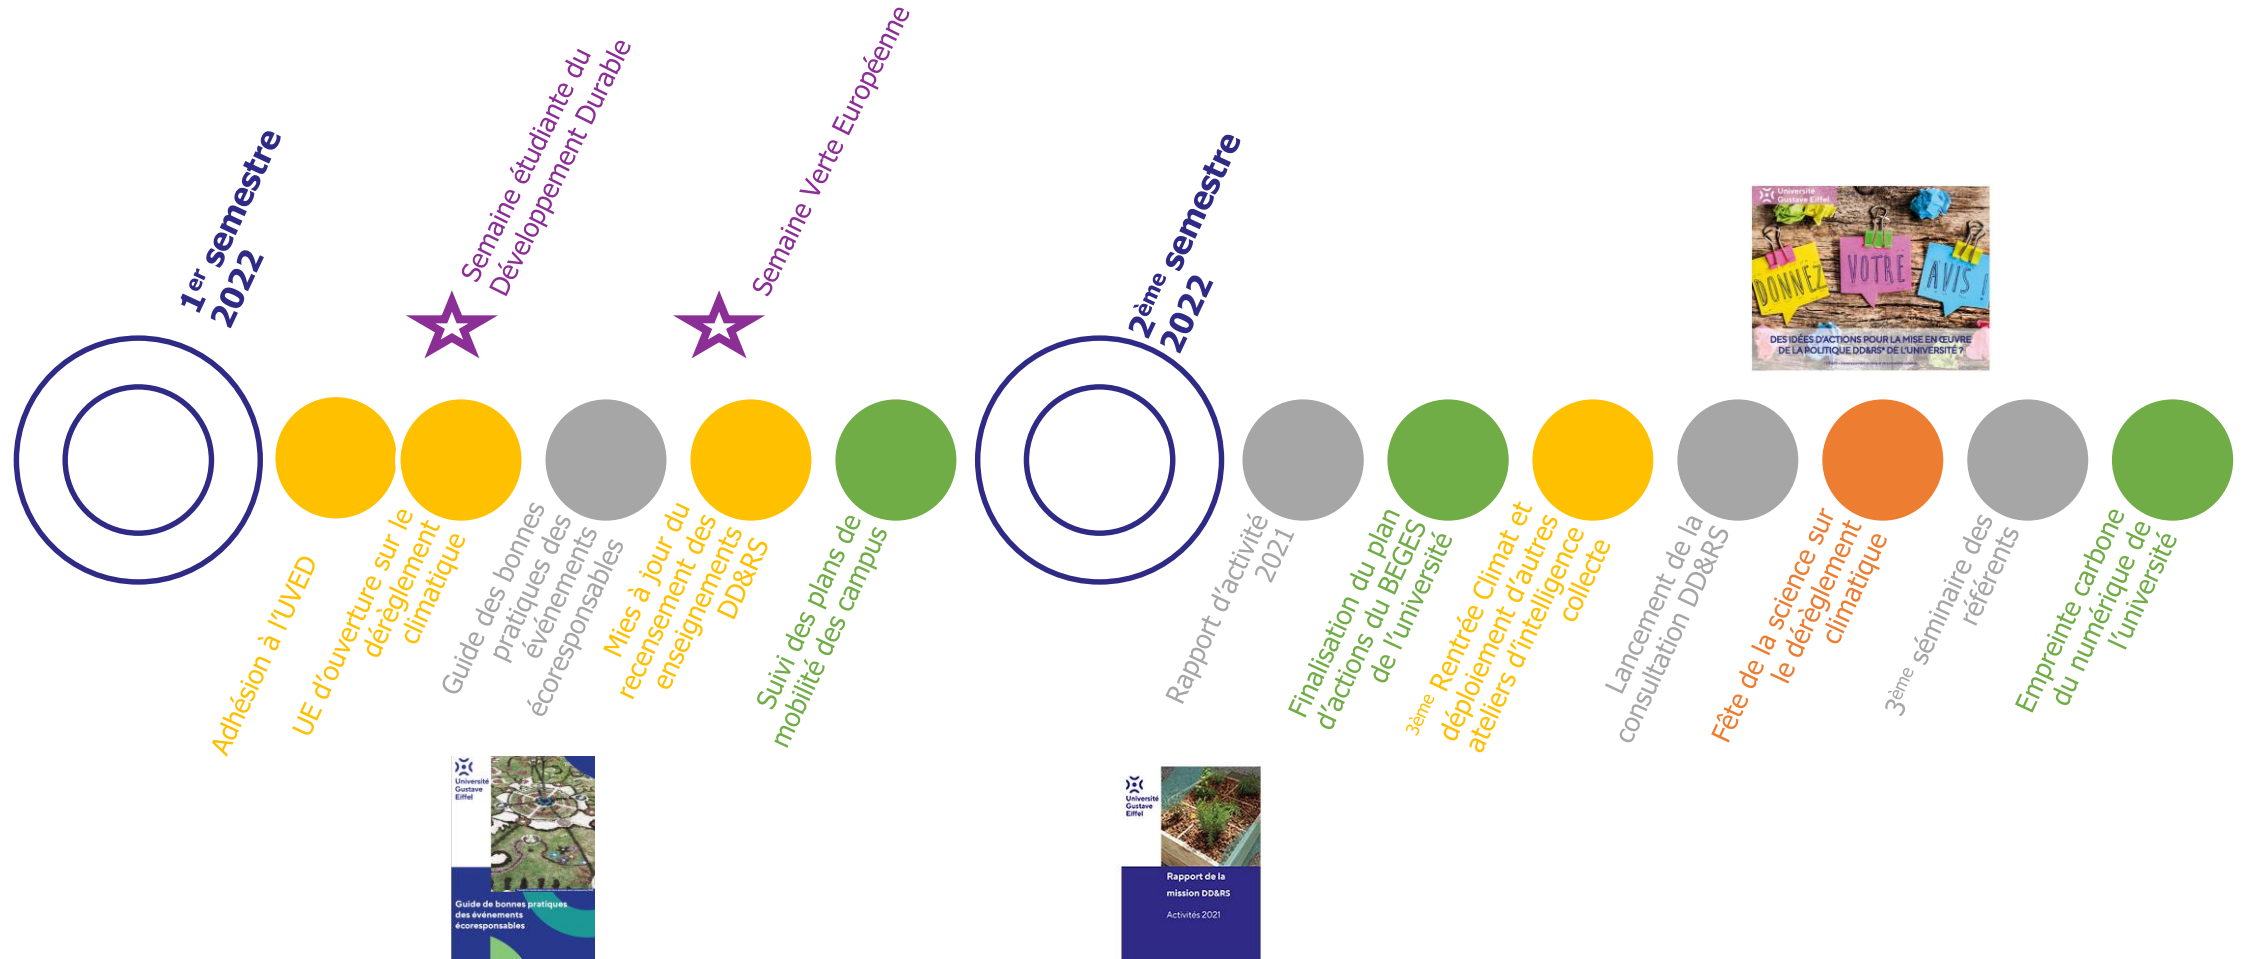 1er semestre
2022
Semaine étudiante du
Développement Durable
Semaine Verte Européenne
2ème semestre
2022
Université
Gustave Eiffel
DONNEZ
VOTRE
AVIS !
DES IDÉES D'ACTIONS POUR LA MISE EN ŒUVRE
DE LA POLITIQUE DD&RS* DE L'UNIVERSITÉ ?
Adhésion à l'UVED
UE d'ouverture sur le
dérèglement
climatique
Guide des bonnes
pratiques des
événements
écoresponsables
Mies à jour du
recensement des
enseignements
DD&RS
Suivi des plans de
mobilité des campus
Rapport d'activité
2021
Finalisation du plan
d'actions du BEGES
de l'université
3ème Rentrée Climat et
déploiement d'autres
ateliers d'intelligence
collecte
Lancement de la
consultation DD&RS
Fête de la science sur
le dérèglement
climatique
3ème séminaire des
référents
Empreinte carbone
du numérique de
l'université
Université
Gustave
Eiffel
Guide de bonnes pratiques
des événements
écoresponsables
Université
Gustave
Eiffel
Rapport de la
mission DD&RS
Activités 2021